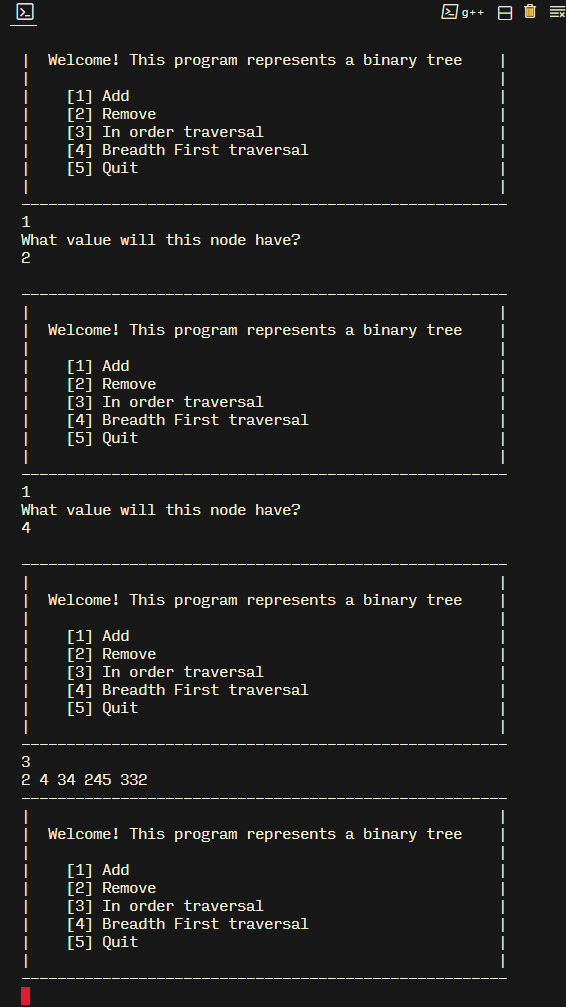 g++
| Welcome! This program represents a binary tree |
| |
| [1] Add |
| [2] Remove |
| [3] In order traversal |
| [4] Breadth First traversal |
| [5] Quit |
| |
------------------------------------------------------
1
What value will this node have?
2
------------------------------------------------------
| |
| Welcome! This program represents a binary tree |
| |
| [1] Add |
| [2] Remove |
| [3] In order traversal |
| [4] Breadth First traversal |
| [5] Quit |
| |
------------------------------------------------------
1
What value will this node have?
4
------------------------------------------------------
| |
| Welcome! This program represents a binary tree |
| |
| [1] Add |
| [2] Remove |
| [3] In order traversal |
| [4] Breadth First traversal |
| [5] Quit |
| |
------------------------------------------------------
3
2 4 34 245 332
------------------------------------------------------
| |
| Welcome! This program represents a binary tree |
| |
| [1] Add |
| [2] Remove |
| [3] In order traversal |
| [4] Breadth First traversal |
| [5] Quit |
| |
------------------------------------------------------